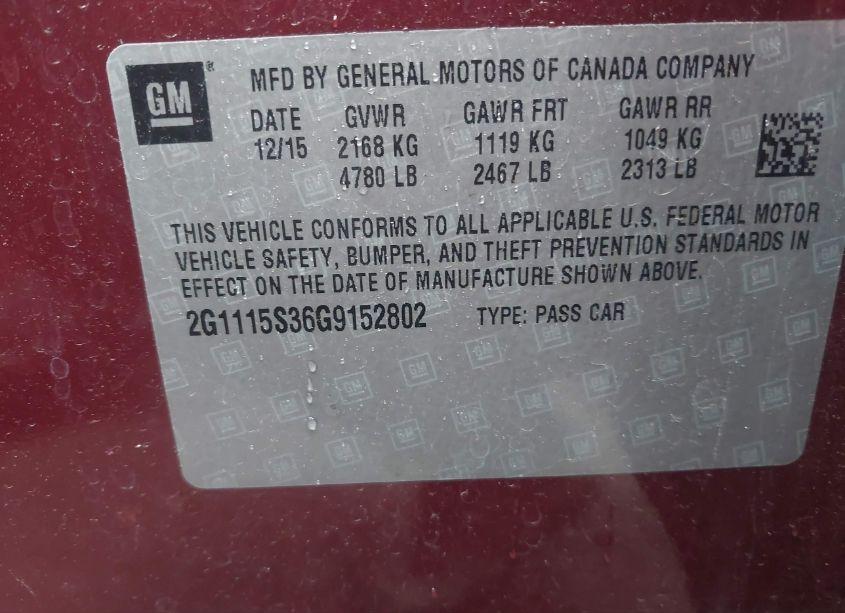 GM
MFD BY GENERAL MOTORS OF CANADA COMPANY
DATE GVWR GAWR FRT GAWR RR
12/15 2168 KG 1119 KG 1049 KG
4780 LB 2467 LB 2313 LB
THIS VEHICLE CONFORMS TO ALL APPLICABLE U.S. FEDERAL MOTOR
VEHICLE SAFETY, BUMPER, AND THEFT PREVENTION STANDARDS IN
EFFECT ON THE DATE OF MANUFACTURE SHOWN ABOVE.
2G1115S36G9152802 TYPE: PASS CAR